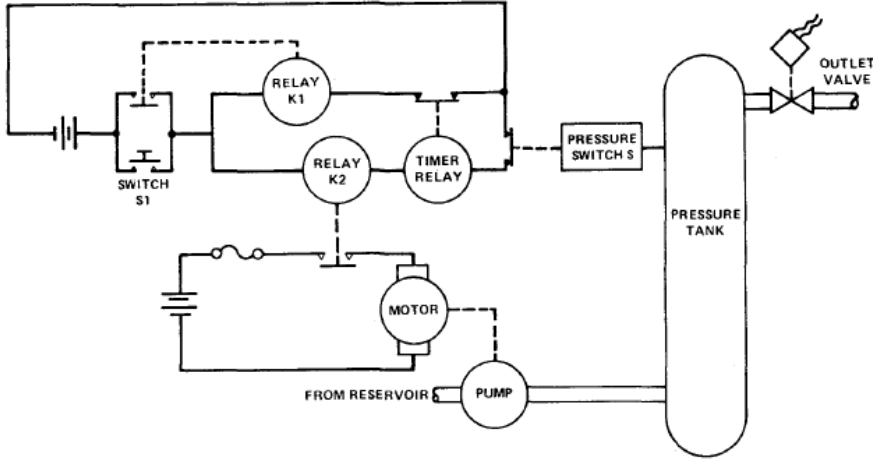 OUTLET
VALVE
RELAY
K1
RELAY
K2
TIMER
RELAY
PRESSURE
SWITCH S
SWITCH
S1
PRESSURE
TANK
MOTOR
FROM RESERVOIR
PUMP